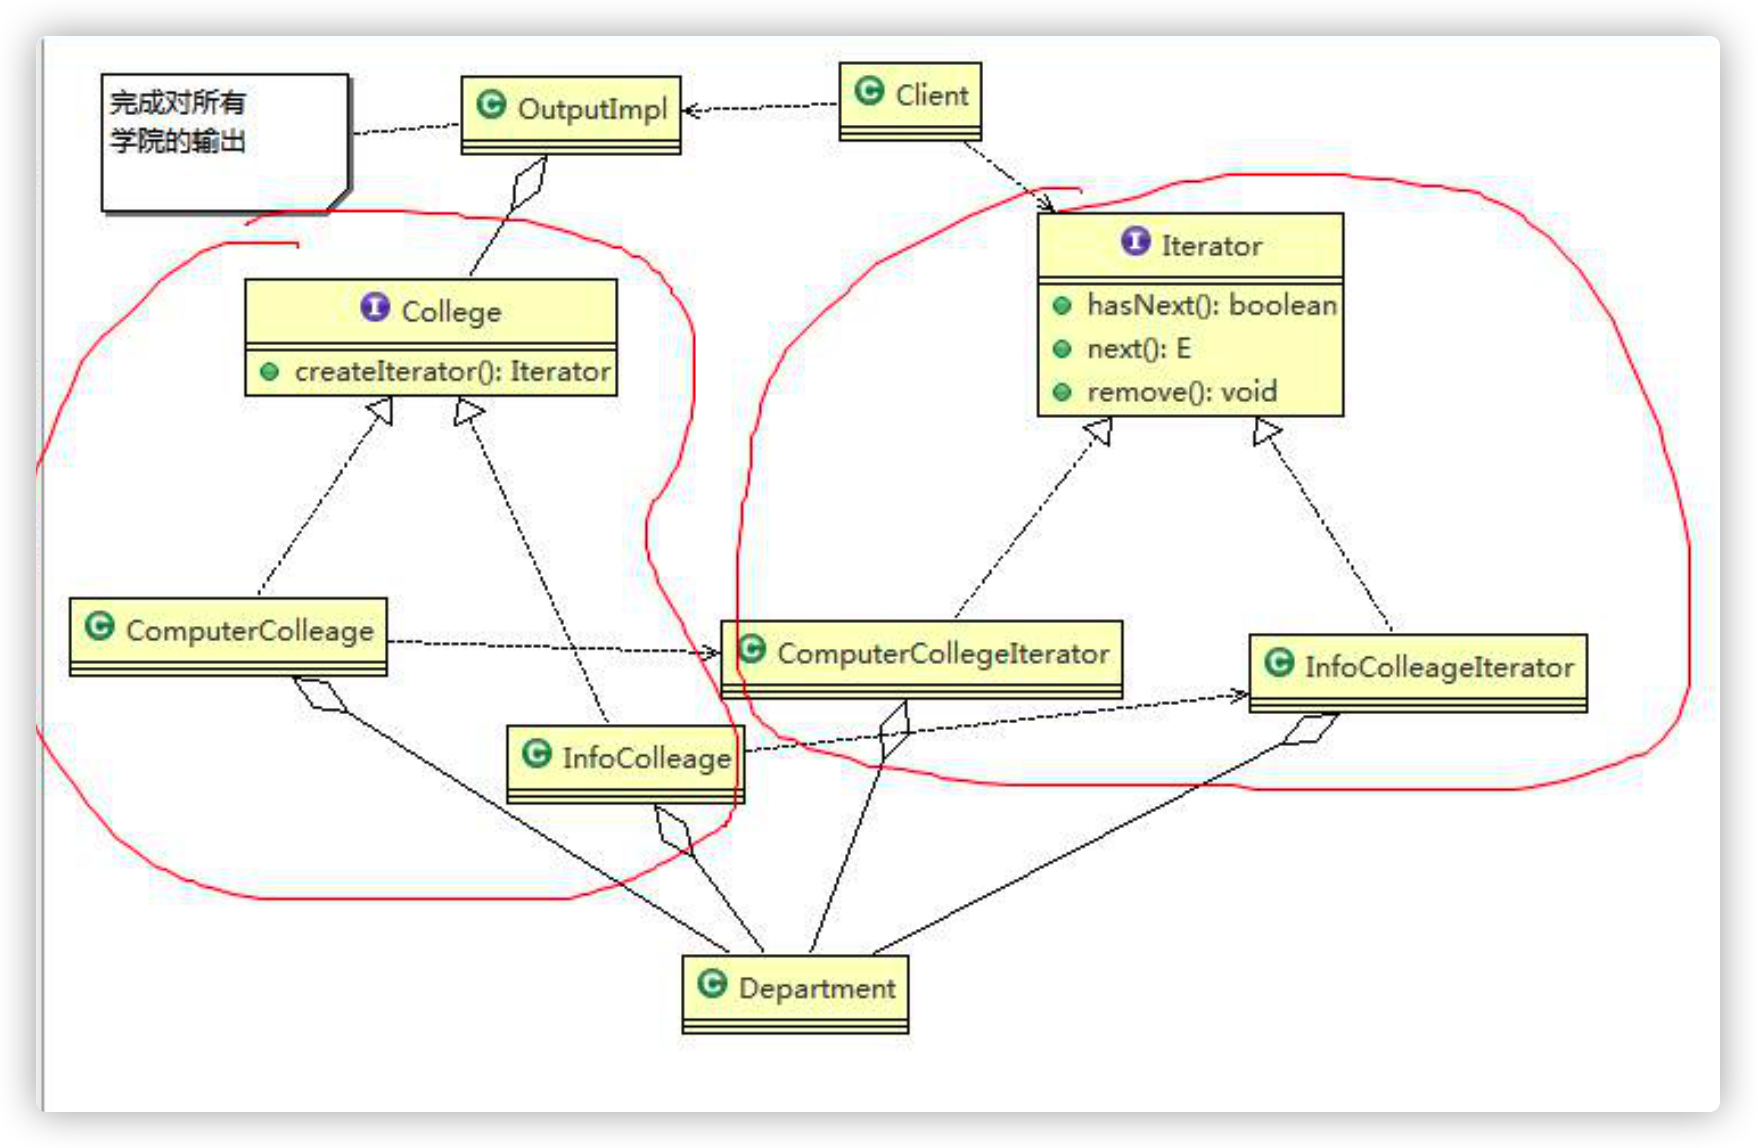 完成对所有
学院的输出
OutputImpl
Client
Iterator
hasNext(): boolean
next(): E
remove(): void
College
createIterator(): Iterator
ComputerColleage
ComputerCollegeIterator
InfoColleageIterator
InfoColleage
Department